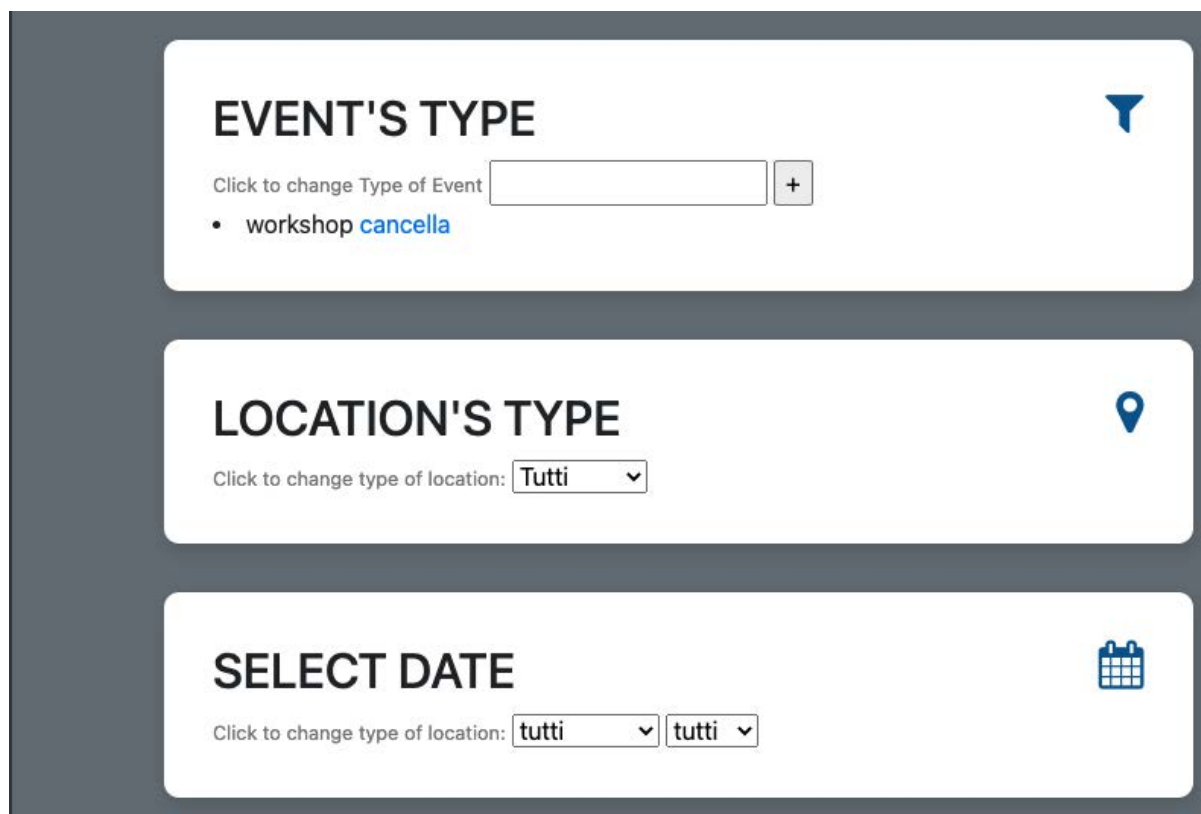 EVENT'S TYPE
Click to change Type of Event +
• workshop cancella
LOCATION'S TYPE
Click to change type of location: Tutti
SELECT DATE
Click to change type of location: tutti tutti